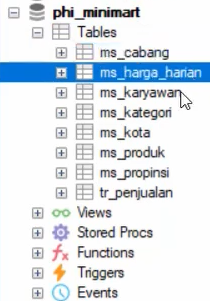 phi_minimart
Tables
ms_cabang
ms_harga_harian
ms_karyawan
ms_kategori
ms_kota
ms_produk
ms_propinsi
tr_penjualan
Views
Stored Procs
Functions
Triggers
Events